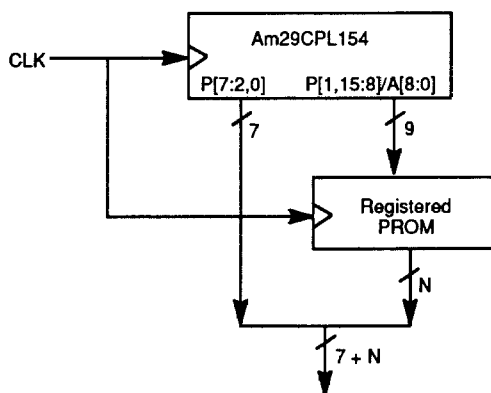 Am29CPL154
CLK
P[7:2,0] P[1,15:8]/A[8:0]
7
9
Registered
PROM
N
7 + N